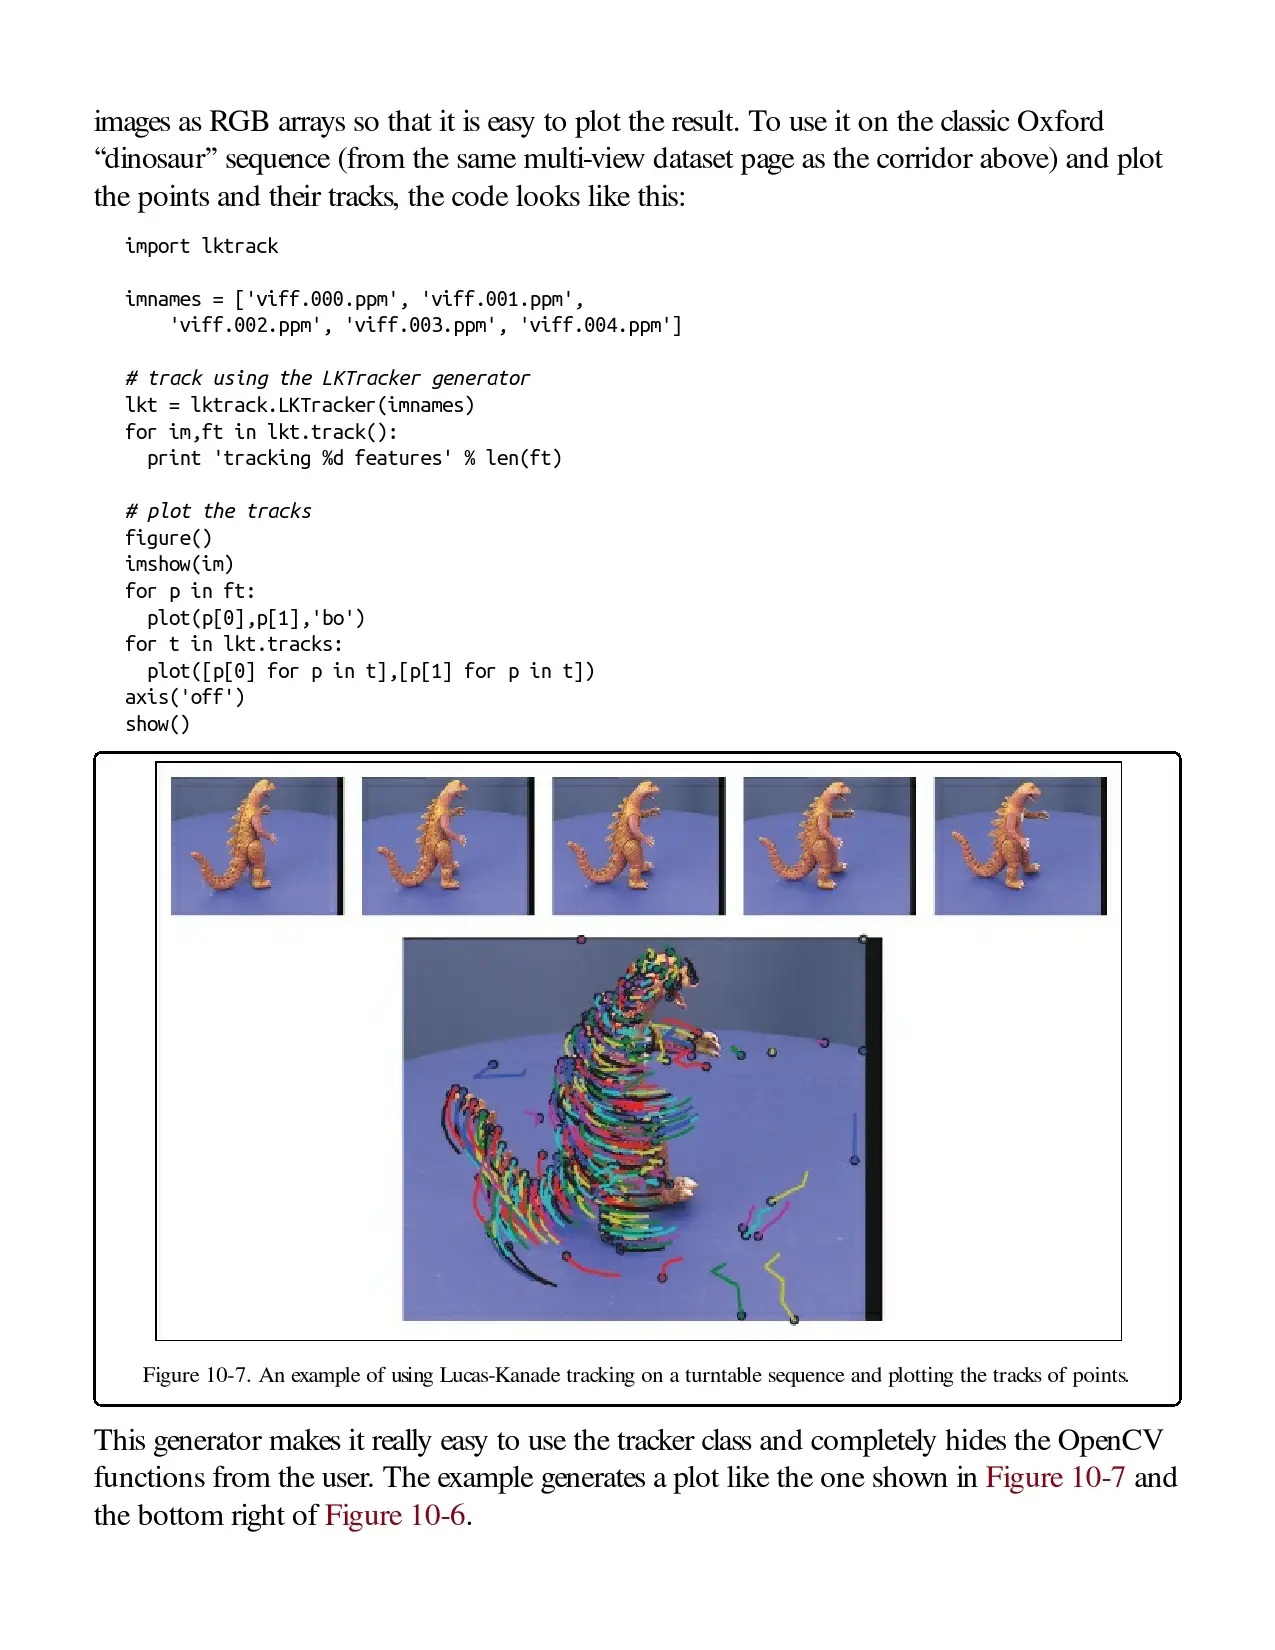 images as RGB arrays so that it is easy to plot the result. To use it on the classic Oxford
“dinosaur” sequence (from the same multi-view dataset page as the corridor above) and plot
the points and their tracks, the code looks like this:
import lktrack
imnames = ['viff.000.ppm', 'viff.001.ppm',
    'viff.002.ppm', 'viff.003.ppm', 'viff.004.ppm']
# track using the LKTracker generator
lkt = lktrack.LKTracker(imnames)
for im,ft in lkt.track():
  print 'tracking %d features' % len(ft)
# plot the tracks
figure()
imshow(im)
for p in ft:
  plot(p[0],p[1],'bo')
for t in lkt.tracks:
  plot([p[0] for p in t],[p[1] for p in t])
axis('off')
show()
Figure 10-7. An example of using Lucas-Kanade tracking on a turntable sequence and plotting the tracks of points.
This generator makes it really easy to use the tracker class and completely hides the OpenCV
functions from the user. The example generates a plot like the one shown in Figure 10-7 and
the bottom right of Figure 10-6.